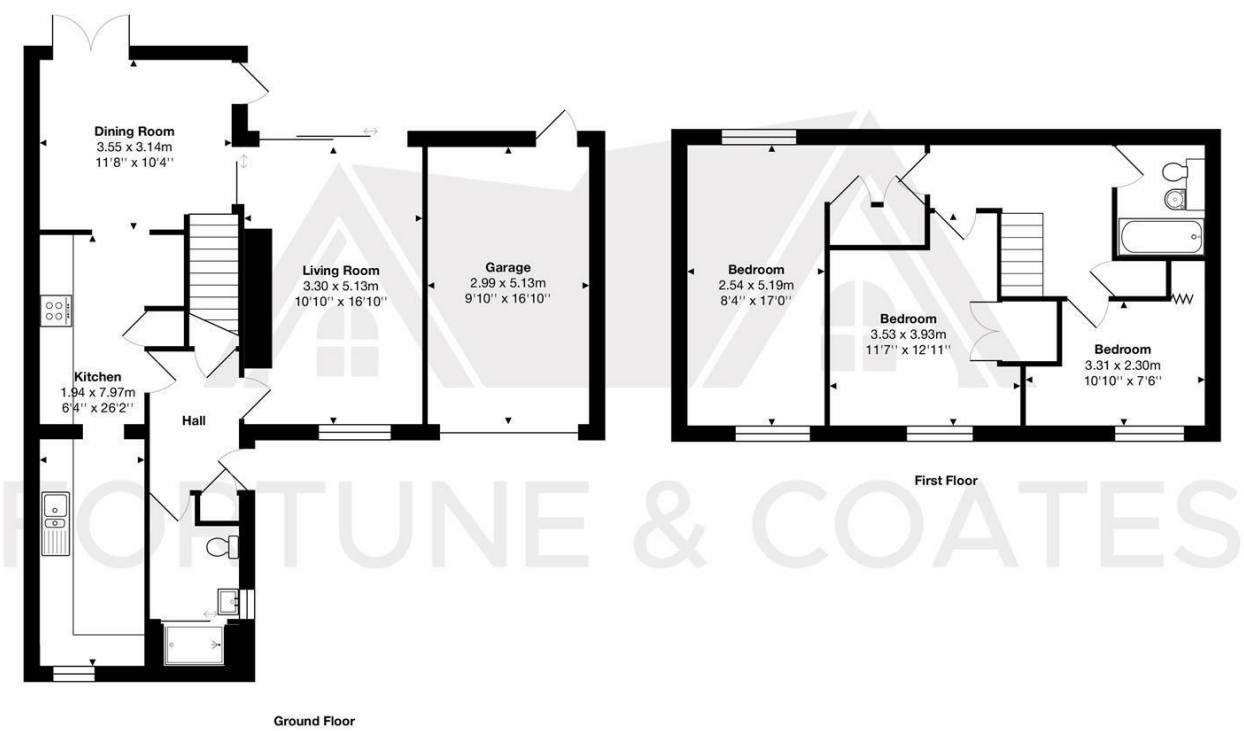 Dining Room
3.55 x 3.14m
11'8'' x 10'4''
Living Room
3.30 x 5.13m
10'10'' x 16'10''
Garage
2.99 x 5.13m
9'10'' x 16'10''
Kitchen
1.94 x 7.97m
6'4'' x 26'2''
Hall
Ground Floor
Bedroom
2.54 x 5.19m
8'4'' x 17'0''
Bedroom
3.53 x 3.93m
11'7'' x 12'11''
Bedroom
3.31 x 2.30m
10'10'' x 7'6''
First Floor
FORTUNE & COATES